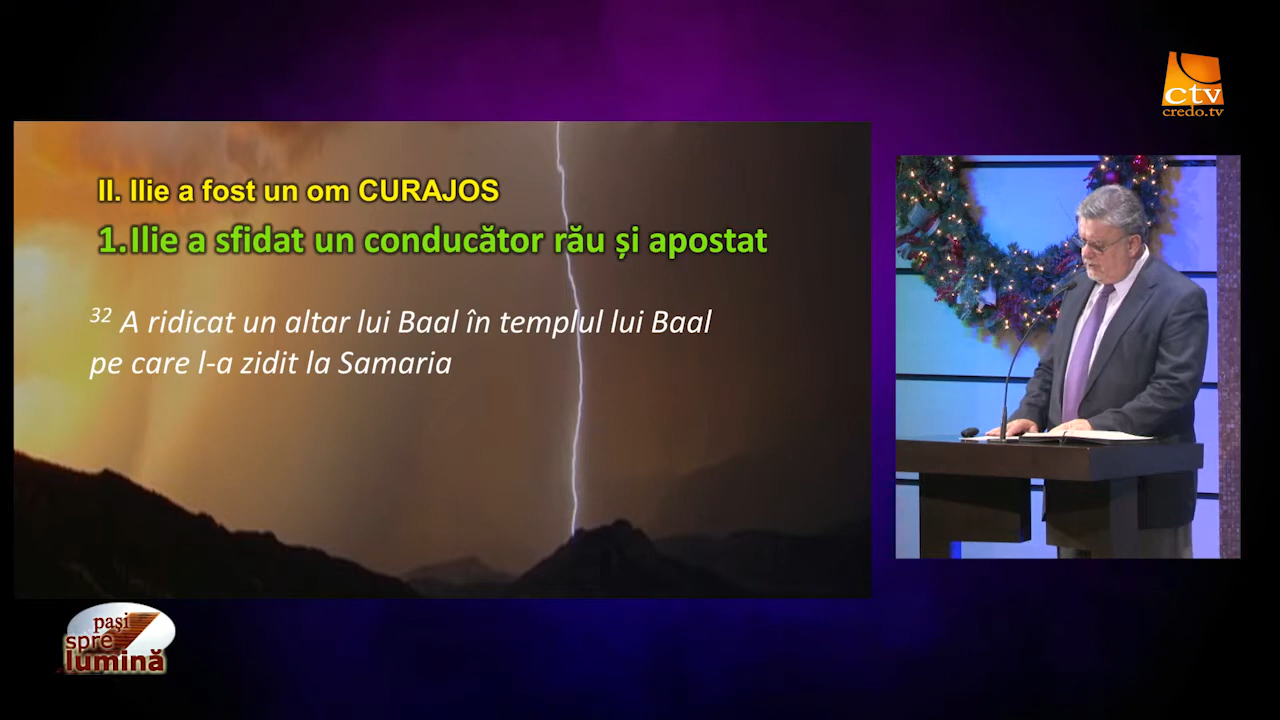 ctv
credo.tv
II. Ilie a fost un om CURAJOS
1.Ilie a sfidat un conducător rău și apostat
32 A ridicat un altar lui Baal în templul lui Baal
pe care l-a zidit la Samaria
paşi
spre
lumină